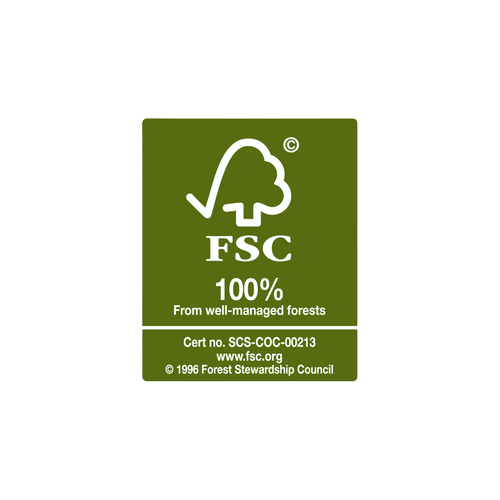 ©
FSC
100%
From well-managed forests
Cert no. SCS-COC-00213
www.fsc.org
© 1996 Forest Stewardship Council